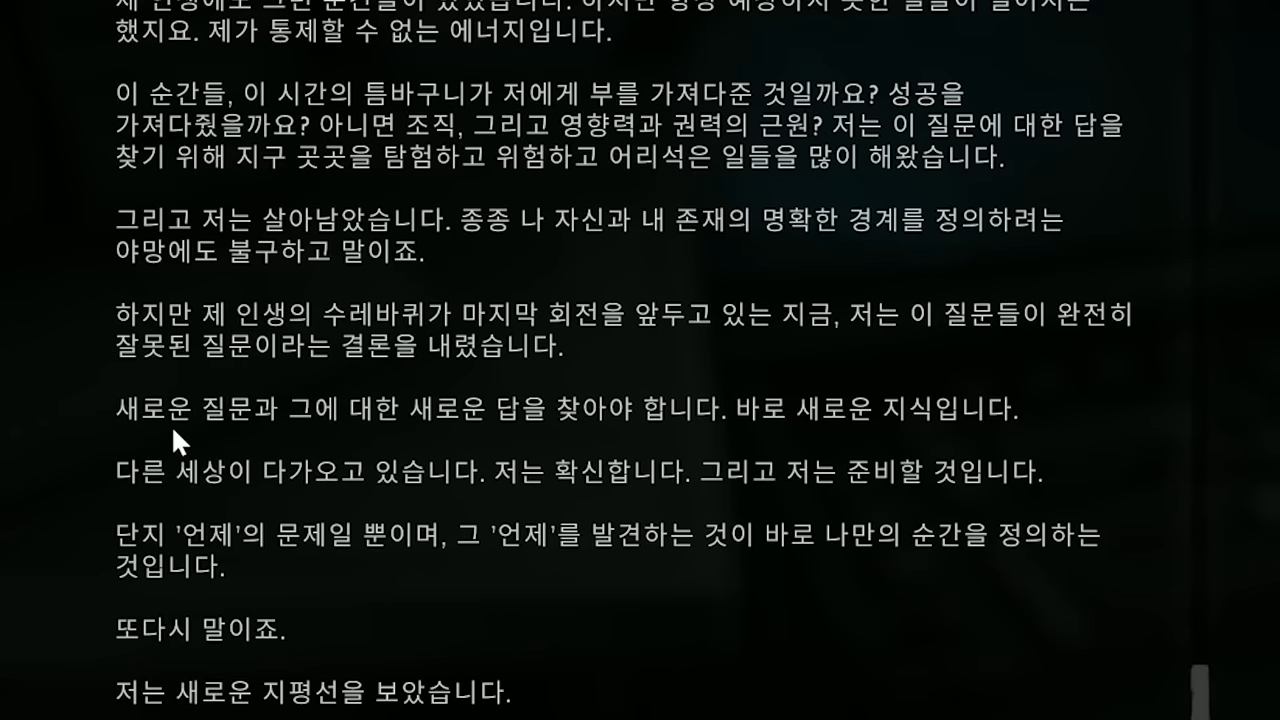 했지요. 제가 통제할 수 없는 에너지입니다.
이 순간들, 이 시간의 틈바구니가 저에게 부를 가져다준 것일까요? 성공을
가져다줬을까요? 아니면 조직, 그리고 영향력과 권력의 근원? 저는 이 질문에 대한 답을
찾기 위해 지구 곳곳을 탐험하고 위험하고 어리석은 일들을 많이 해왔습니다.
그리고 저는 살아남았습니다. 종종 나 자신과 내 존재의 명확한 경계를 정의하려는
야망에도 불구하고 말이죠.
하지만 제 인생의 수레바퀴가 마지막 회전을 앞두고 있는 지금, 저는 이 질문들이 완전히
잘못된 질문이라는 결론을 내렸습니다.
새로운 질문과 그에 대한 새로운 답을 찾아야 합니다. 바로 새로운 지식입니다.
다른 세상이 다가오고 있습니다. 저는 확신합니다. 그리고 저는 준비할 것입니다.
단지 '언제'의 문제일 뿐이며, 그 '언제'를 발견하는 것이 바로 나만의 순간을 정의하는
것입니다.
또다시 말이죠.
저는 새로운 지평선을 보았습니다.